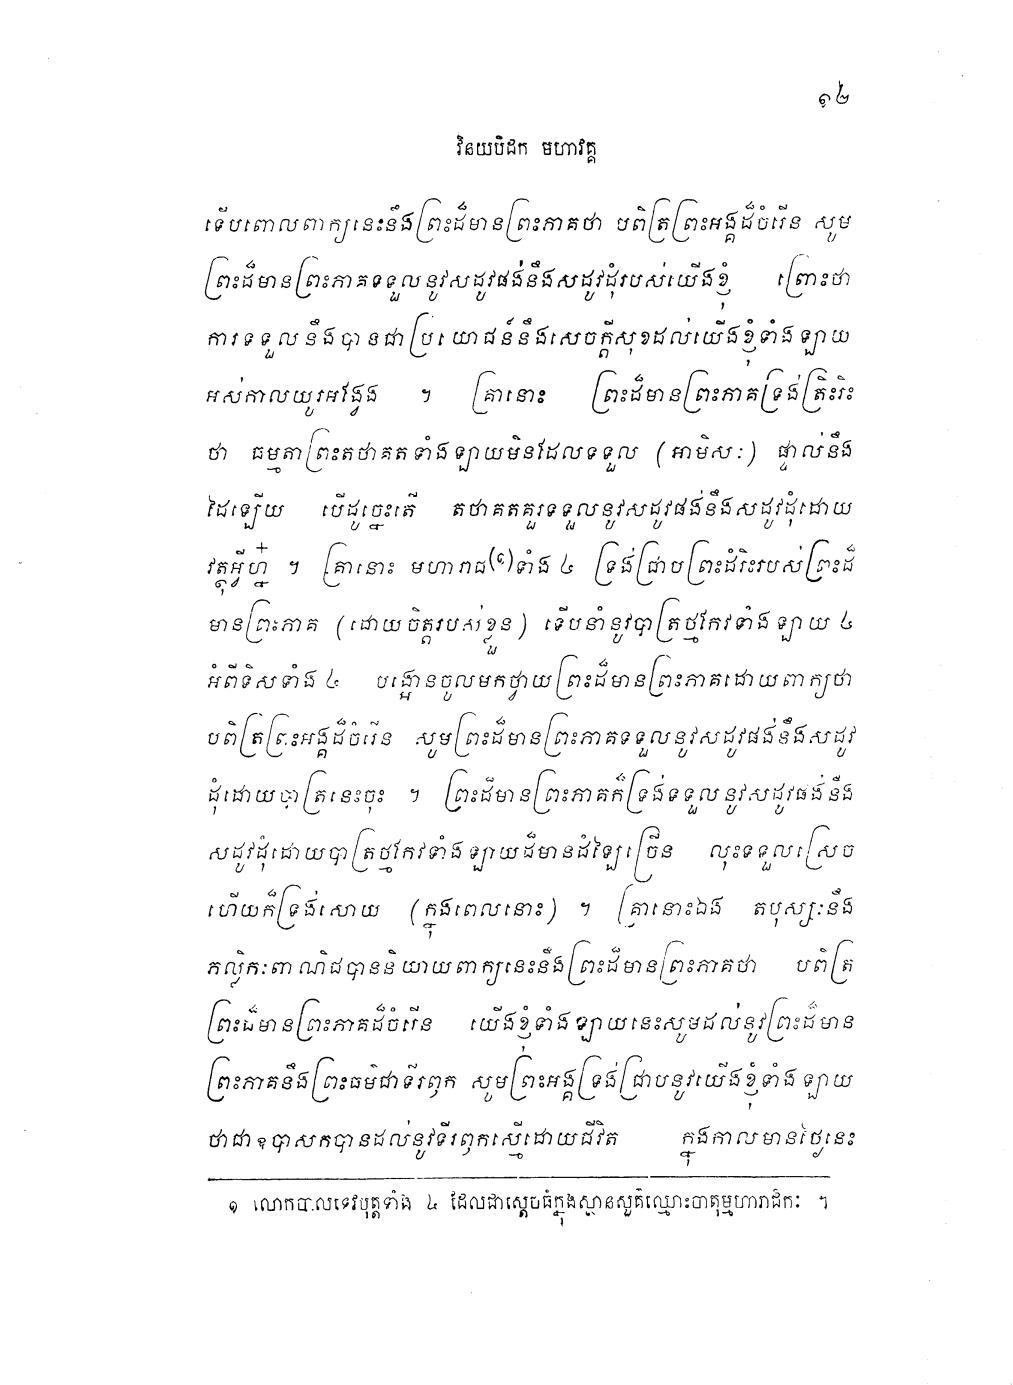 ១២
វិនយបិដក មហាវគ្គ
ទើបពោលពាក្យនេះនឹងព្រះដ៏មានព្រះភាគថា បពិត្រព្រះអង្គដ៏ចំរើន សូម
ព្រះដ៏មានព្រះភាគទទួលនូវសដូវផង់នឹងសដូវដុំរបស់យើងខ្ញុំ ព្រោះថា
ការទទួលនឹងបានជាប្រយោជន៍នឹងសេចក្តីសុខដល់យើងខ្ញុំទាំងឡាយ
អស់កាលយូរអង្វែង ។ គ្រានោះ ព្រះដ៏មានព្រះភាគទ្រង់ត្រិះរិះ
ថា ធម្មតាព្រះតថាគតទាំងឡាយមិនដែលទទួល (អាមិសៈ) ផ្ទាល់នឹង
ដៃឡើយ បើដូច្នេះតើ តថាគតគួរទទួលនូវសដូវផង់នឹងសដូវដុំដោយ
វត្ថុអ្វីហ្ន៎ ។ គ្រានោះ មហារាជ(១)ទាំង ៤ ទ្រង់ជ្រាបព្រះដំរិះរបស់ព្រះដ៏
មានព្រះភាគ (ដោយចិត្តរបស់ខ្លួន) ទើបនាំនូវបាត្រថ្មកែវទាំងឡាយ ៤
អំពីទិសទាំង ៤ បង្អោនចូលមកថ្វាយព្រះដ៏មានព្រះភាគដោយពាក្យថា
បពិត្រព្រះអង្គដ៏ចំរើន សូមព្រះដ៏មានព្រះភាគទទួលនូវសដូវផង់នឹងសដូវ
ដុំដោយបាត្រនេះចុះ ។ ព្រះដ៏មានព្រះភាគក៏ទ្រង់ទទួលនូវសដូវផង់នឹង
សដូវដុំដោយបាត្រថ្មកែវទាំងឡាយដ៏មានដំឡៃច្រើន លុះទទួលស្រេច
ហើយក៏ទ្រង់សោយ (ក្នុងពេលនោះ) ។ គ្រានោះឯង តបុស្សៈនឹង
ភល្លិកៈពាណិជបាននិយាយពាក្យនេះនឹងព្រះដ៏មានព្រះភាគថា បពិត្រ
ព្រះដ៏មានព្រះភាគដ៏ចំរើន យើងខ្ញុំទាំងឡាយនេះសូមដល់នូវព្រះដ៏មាន
ព្រះភាគនឹងព្រះធម៌ជាទីរឭក សូមព្រះអង្គទ្រង់ជ្រាបនូវយើងខ្ញុំទាំងឡាយ
ថាជាឧបាសកបានដល់នូវទីរឭកស្មើដោយជីវិត ក្នុងកាលមានថ្ងៃនេះ
១ លោកបាលទេវបុត្តទាំង ៤ ដែលជាស្តេចធំក្នុងស្ថានសួគ៌ឈ្មោះចាតុម្មហារាជិកៈ ។